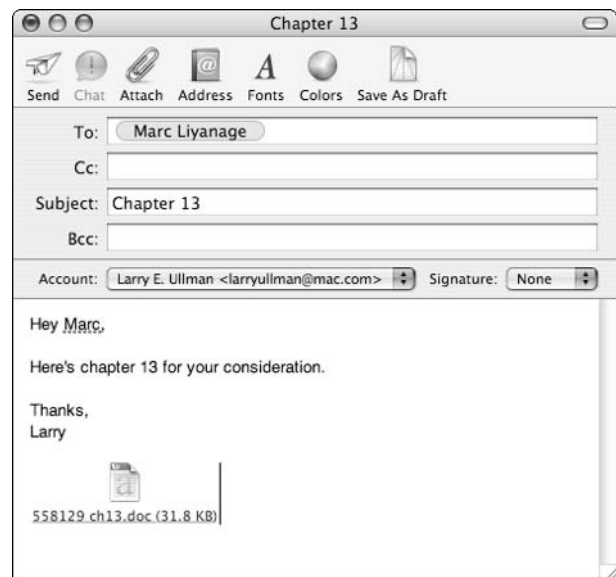 Chapter 13
Send Chat Attach Address Fonts Colors Save As Draft
To: Marc Liyanage
Cc:
Subject: Chapter 13
Bcc:
Account: Larry E. Ullman <larryullman@mac.com> Signature: None
Hey Marc,
Here's chapter 13 for your consideration.
Thanks,
Larry
558129 ch13.doc (31.8 KB)